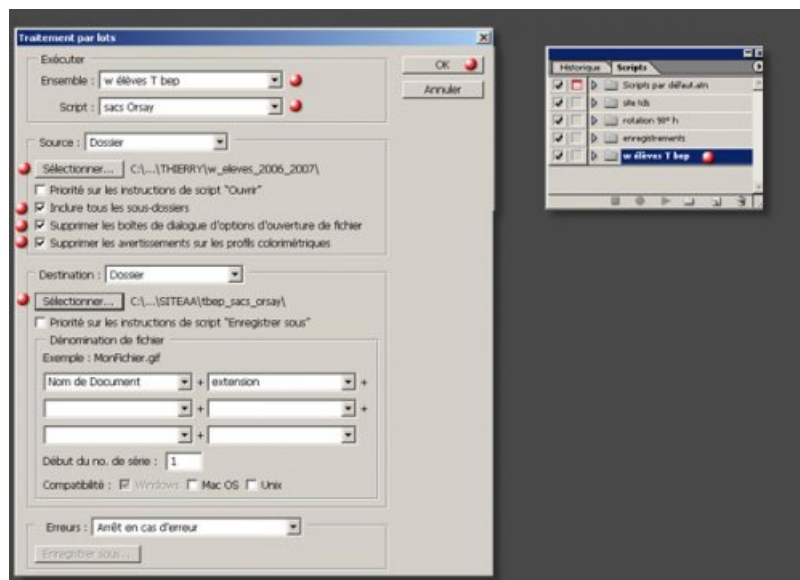 Traitement par lots
Exécuter
Ensemble : w élèves T bep
Script : sacs Orsay
OK
Annuler
Source : Dossier
Sélectionner... C:\...\THIERRY\w_eleves_2006_2007\
Priorité sur les instructions de script "Ouvrir"
Inclure tous les sous-dossiers
Supprimer les boîtes de dialogue d'options d'ouverture de fichier
Supprimer les avertissements sur les profils colorimétriques
Destination : Dossier
Sélectionner... C:\...\SITEAA\tbep_sacs_orsay\
Priorité sur les instructions de script "Enregistrer sous"
Dénomination de fichier
Exemple : MonFichier.gif
Nom de Document + extension +
+ +
+
Début du no. de série : 1
Compatibilité : Windows Mac OS Unix
Erreurs : Arrêt en cas d'erreur
Enregistrer sous...
Historique Scripts
Scripts par défaut.atn
site tds
rotation 90° h
enregistrements
w élèves T bep